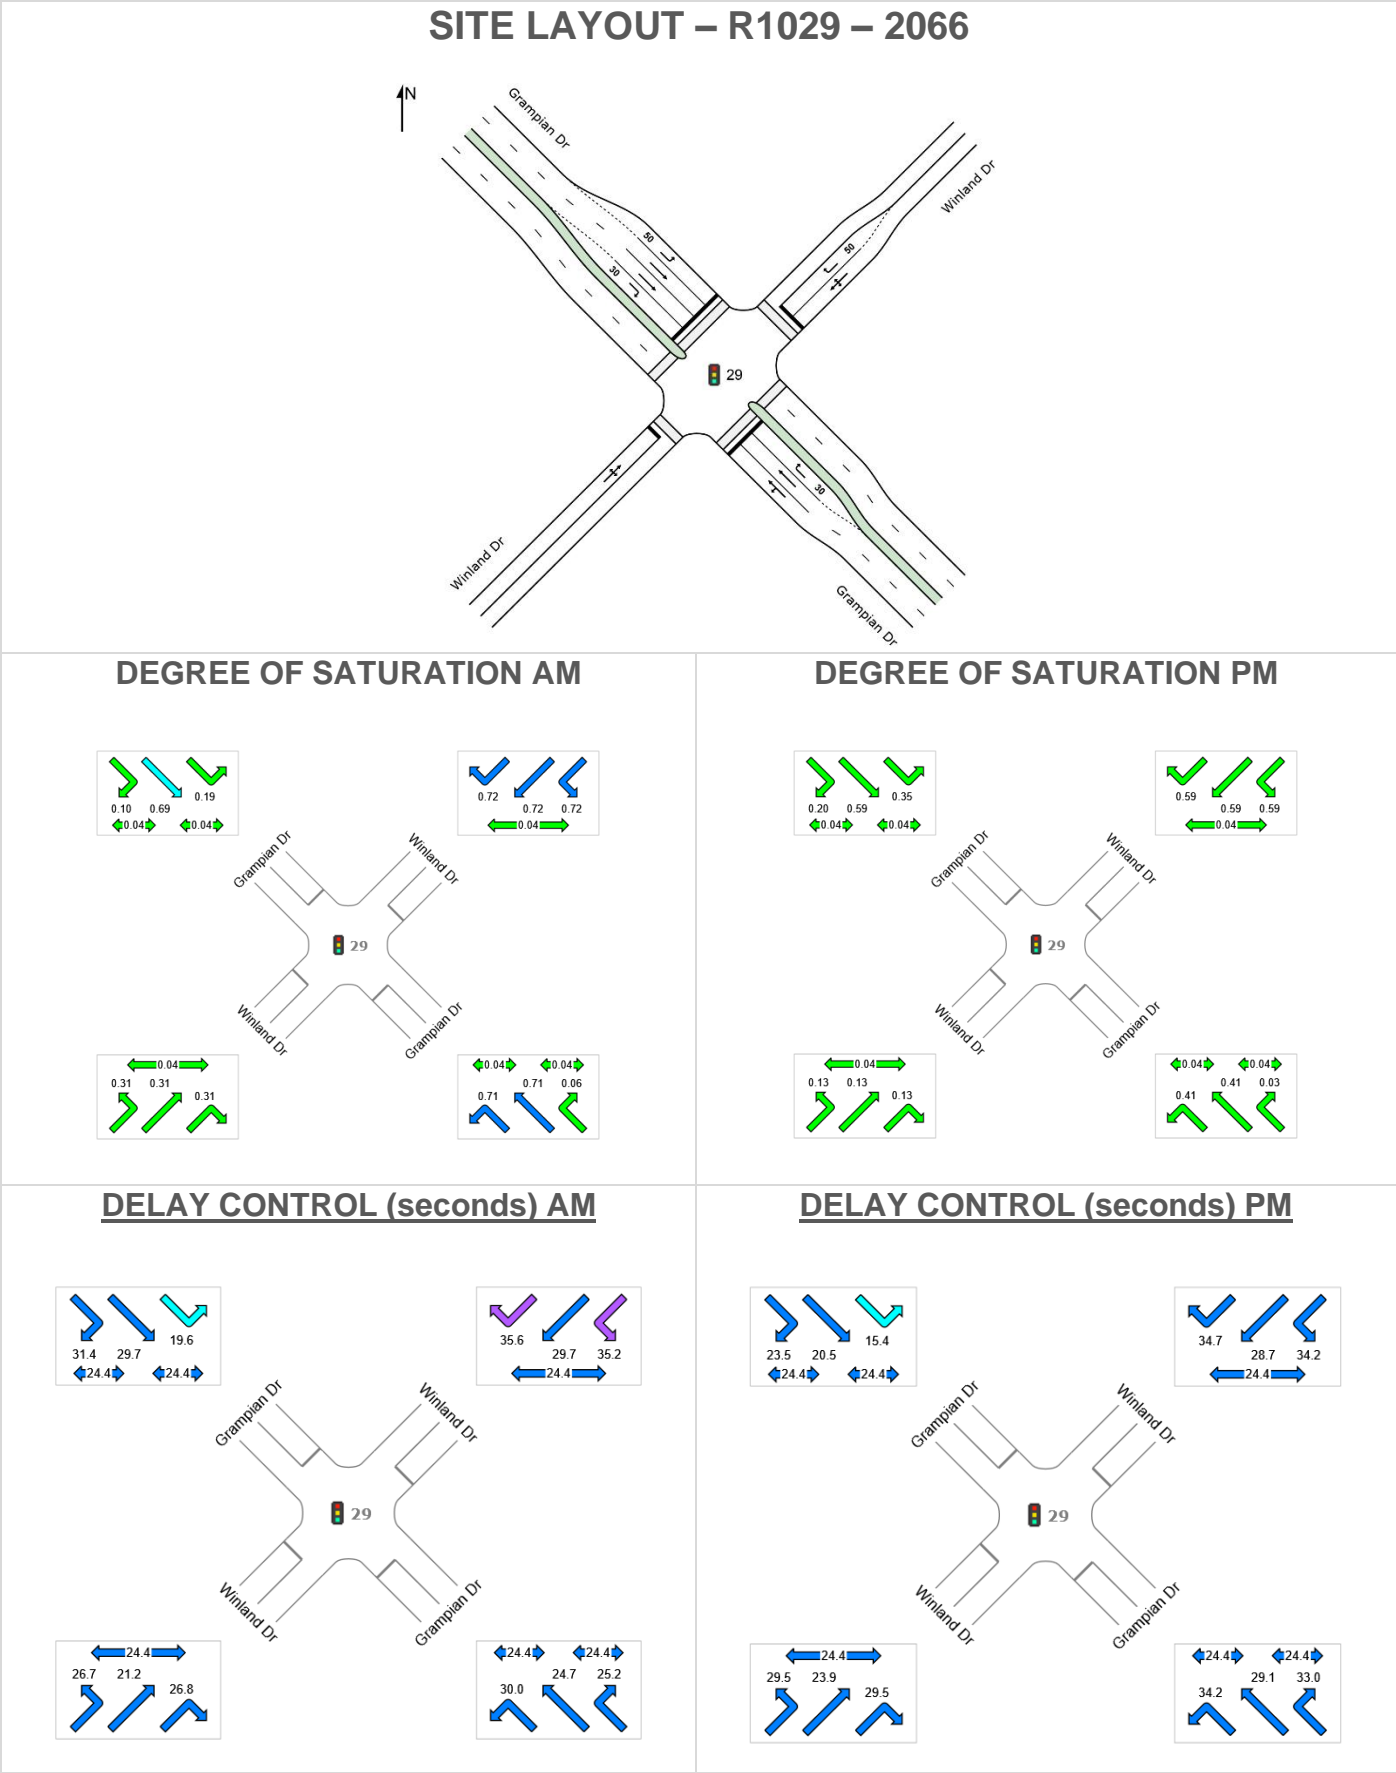 SITE LAYOUT – R1029 – 2066
N
Grampian Dr
Winland Dr
50
30
50
29
30
Winland Dr
Grampian Dr
DEGREE OF SATURATION AM
0.19
0.10 0.69
0.04 0.04
0.72
0.72 0.72
0.04
Grampian Dr
Winland Dr
29
Winland Dr
Grampian Dr
0.04
0.31 0.31
0.31
0.04 0.04
0.71 0.06
0.71
DEGREE OF SATURATION PM
0.35
0.20 0.59
0.04 0.04
0.59
0.59 0.59
0.04
Grampian Dr
Winland Dr
29
Winland Dr
Grampian Dr
0.04
0.13 0.13
0.13
0.04 0.04
0.41 0.03
0.41
DELAY CONTROL (seconds) AM
19.6
31.4 29.7
24.4 24.4
35.6
29.7 35.2
24.4
Grampian Dr
Winland Dr
29
Winland Dr
Grampian Dr
24.4
26.7 21.2
26.8
24.4 24.4
24.7 25.2
30.0
DELAY CONTROL (seconds) PM
15.4
23.5 20.5
24.4 24.4
34.7
28.7 34.2
24.4
Grampian Dr
Winland Dr
29
Winland Dr
Grampian Dr
24.4
29.5 23.9
29.5
24.4 24.4
29.1 33.0
34.2